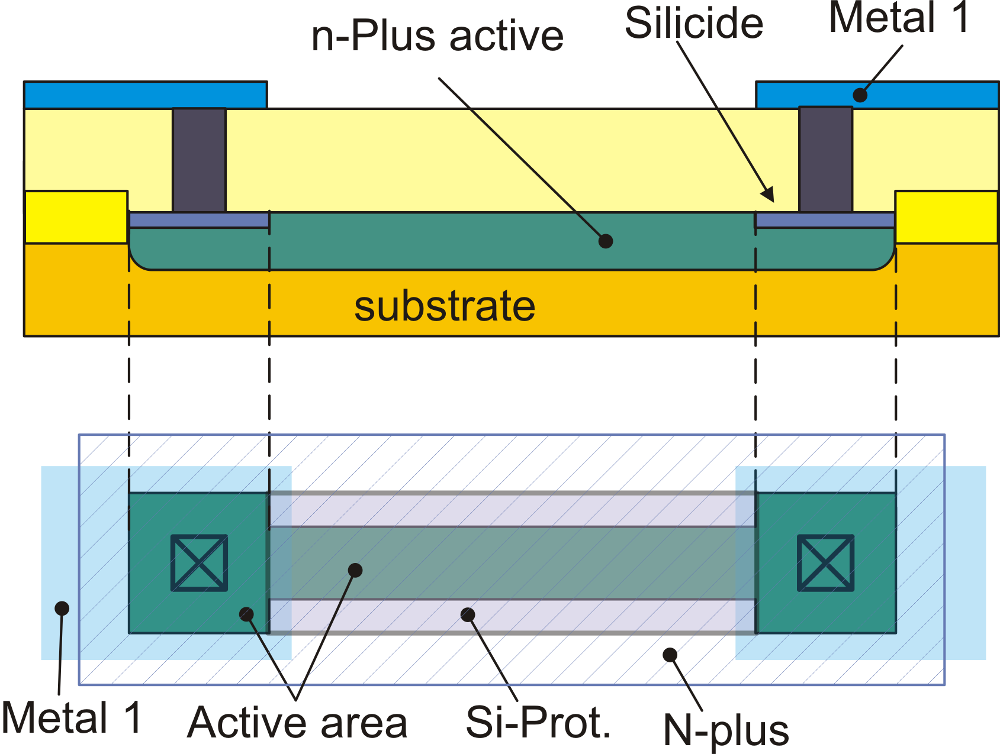 n-Plus active
Silicide
Metal 1
substrate
Metal 1
Active area
Si-Prot.
N-plus